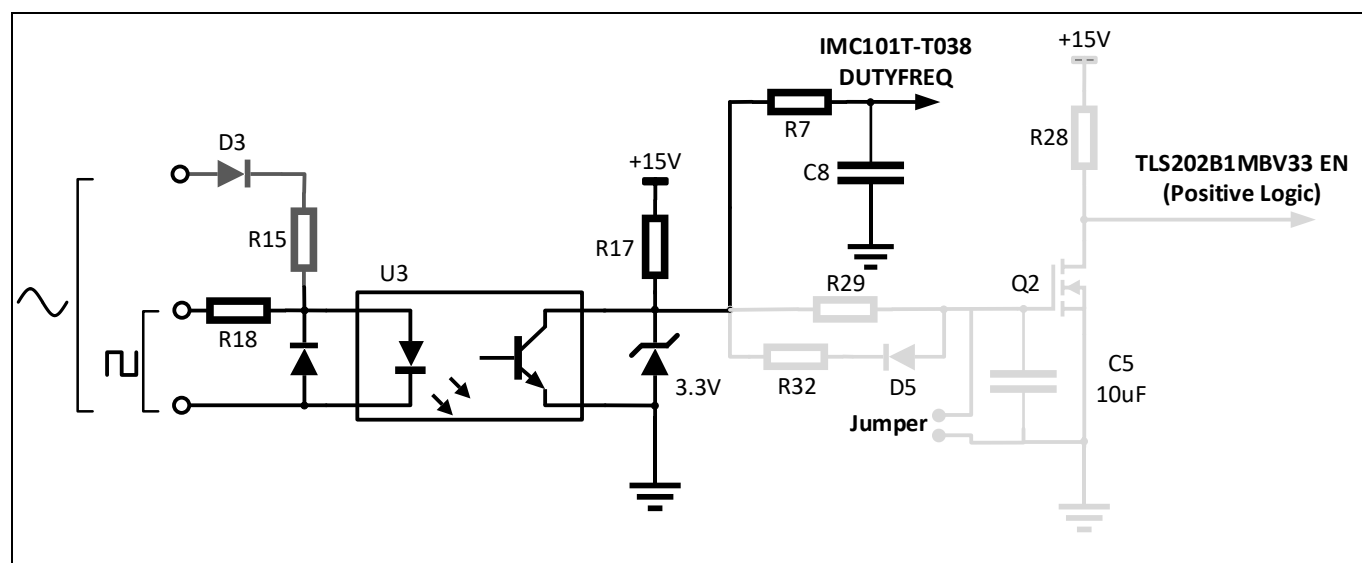 IMC101T-T038
DUTYFREQ
+15V
R7
R28
D3
+15V
C8
TLS202B1MBV33 EN
(Positive Logic)
R15
R17
U3
R29
Q2
R18
R32
D5
3.3V
C5
10uF
Jumper